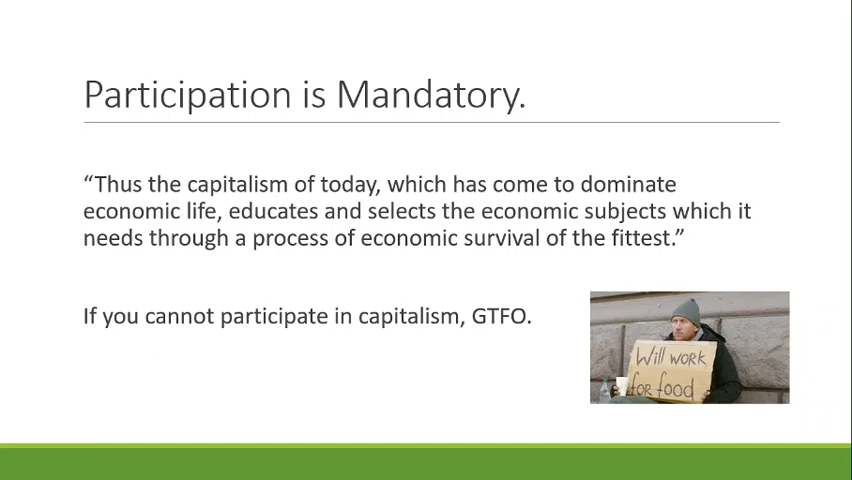 Participation is Mandatory.
“Thus the capitalism of today, which has come to dominate
economic life, educates and selects the economic subjects which it
needs through a process of economic survival of the fittest.”
If you cannot participate in capitalism, GTFO.
Will work
for food